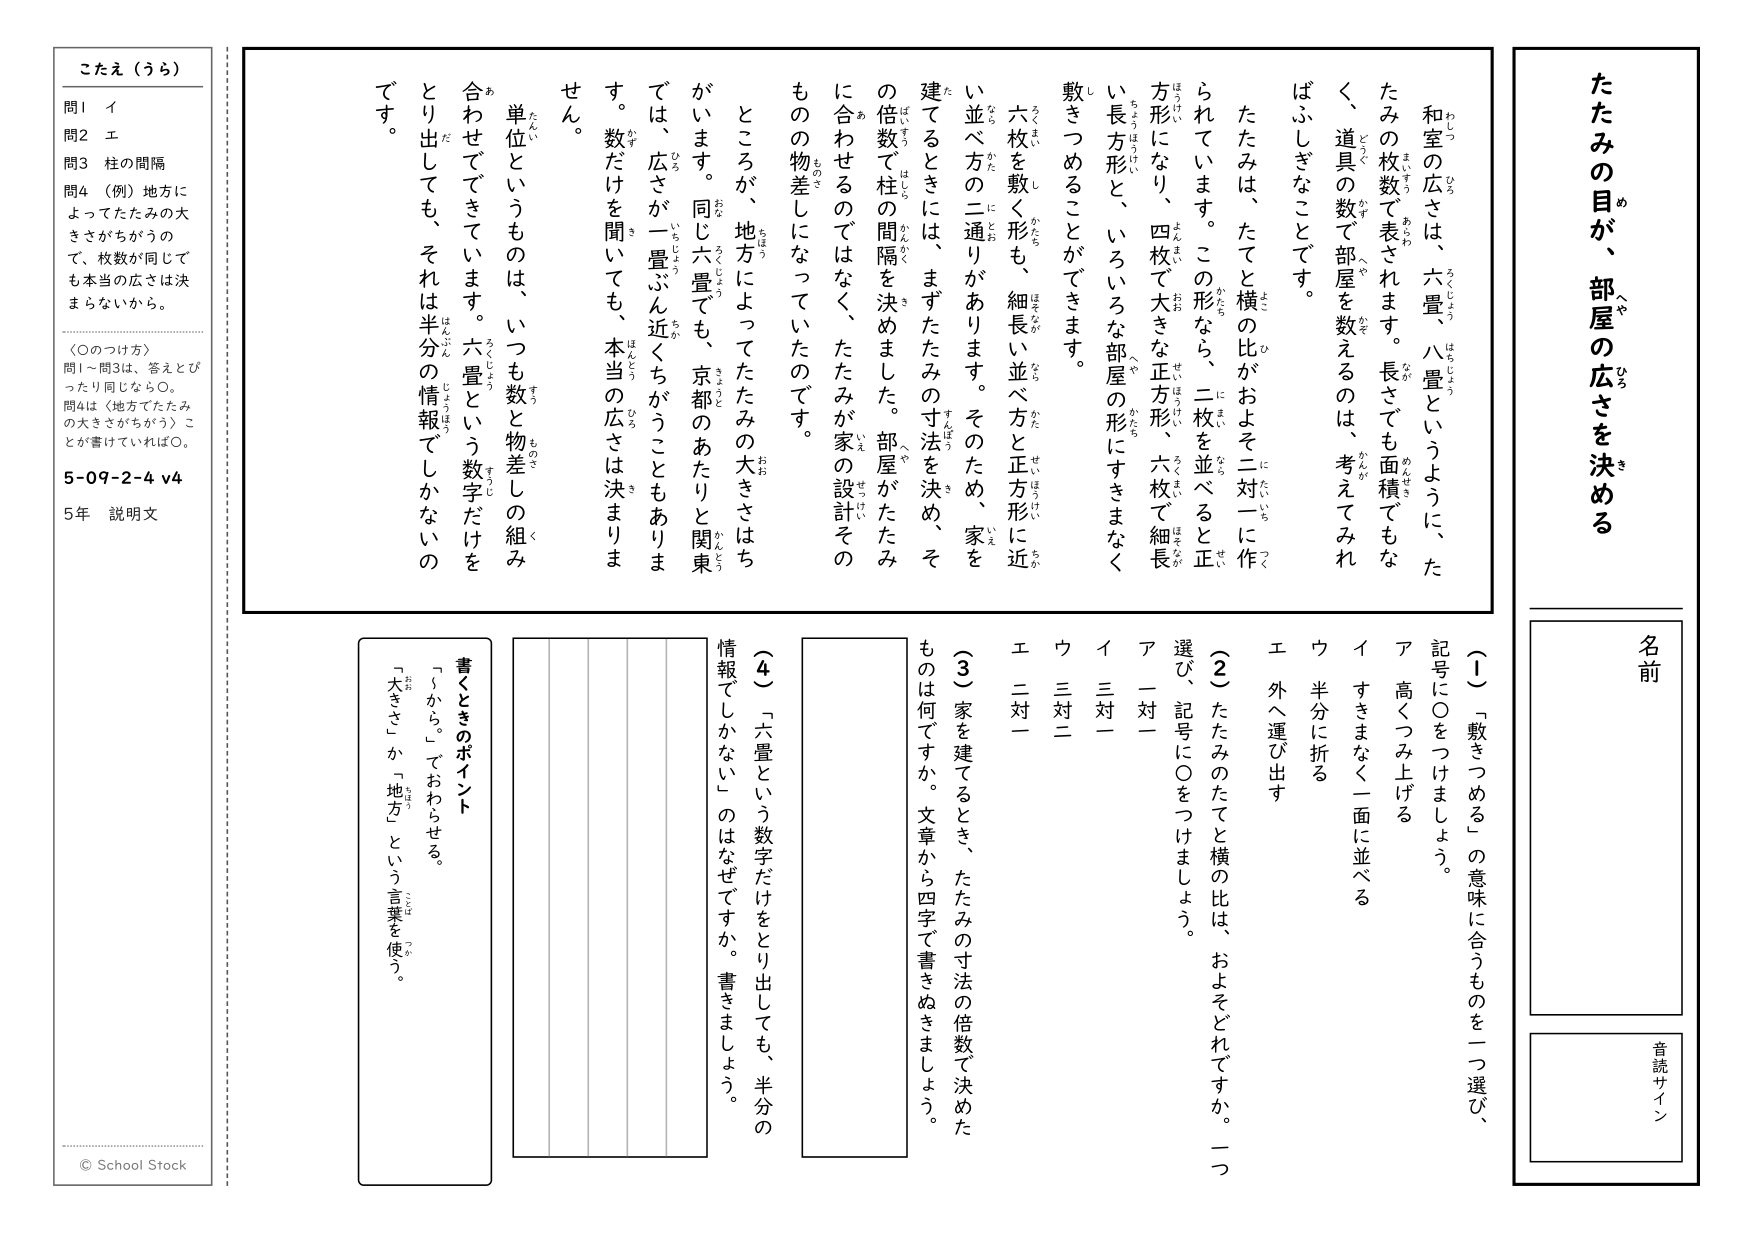 たたみの目が、部屋の広さを決める
名前
音読サイン
和室の広さは、六畳、八畳というように、た
たみの枚数で表されます。長さでも面積でもな
く、道具の数で部屋を数えるのは、考えてみれ
ばふしぎなことです。
たたみは、たてと横の比がおよそ二対一に作
られています。この形なら、二枚を並べると正
方形になり、四枚で大きな正方形、六枚で細長
い長方形と、いろいろな部屋の形にすきまなく
敷きつめることができます。
六枚を敷く形も、細長い並べ方と正方形に近
い並べ方の二通りがあります。そのため、家を
建てるときには、まずたたみの寸法を決め、そ
の倍数で柱の間隔を決めました。部屋がたたみ
に合わせるのではなく、たたみが家の設計その
ものの物差しになっていたのです。
ところが、地方によってたたみの大きさはち
がいます。同じ六畳でも、京都のあたりと関東
では、広さが一畳ぶん近くちがうこともありま
す。数だけを聞いても、本当の広さは決まりま
せん。
単位というものは、いつも数と物差しの組み
合わせでできています。六畳という数字だけを
とり出しても、それは半分の情報でしかないの
です。
(1)「敷きつめる」の意味に合うものを一つ選び、
記号に〇をつけましょう。
ア 高くつみ上げる
イ すきまなく一面に並べる
ウ 半分に折る
エ 外へ運び出す
(2)たたみのたてと横の比は、およそどれですか。一つ
選び、記号に〇をつけましょう。
ア 一対一
イ 三対一
ウ 三対二
エ 二対一
(3)家を建てるとき、たたみの寸法の倍数で決めた
ものは何ですか。文章から四字で書きぬきましょう。
(4)「六畳という数字だけをとり出しても、半分の
情報でしかない」のはなぜですか。書きましょう。
書くときのポイント
「〜から。」でおわらせる。
「大きさ」か「地方」という言葉を使う。
こたえ（うら）
問1 イ
問2 エ
問3 柱の間隔
問4 （例）地方に
よってたたみの大
きさがちがうの
で、枚数が同じで
も本当の広さは決
まらないから。
〈〇のつけ方〉
問1〜問3は、答えとぴ
ったり同じなら〇。
問4は〈地方でたたみ
の大きさがちがう〉こ
とが書けていれば〇。
5-09-2-4 v4
5年 説明文
© School Stock